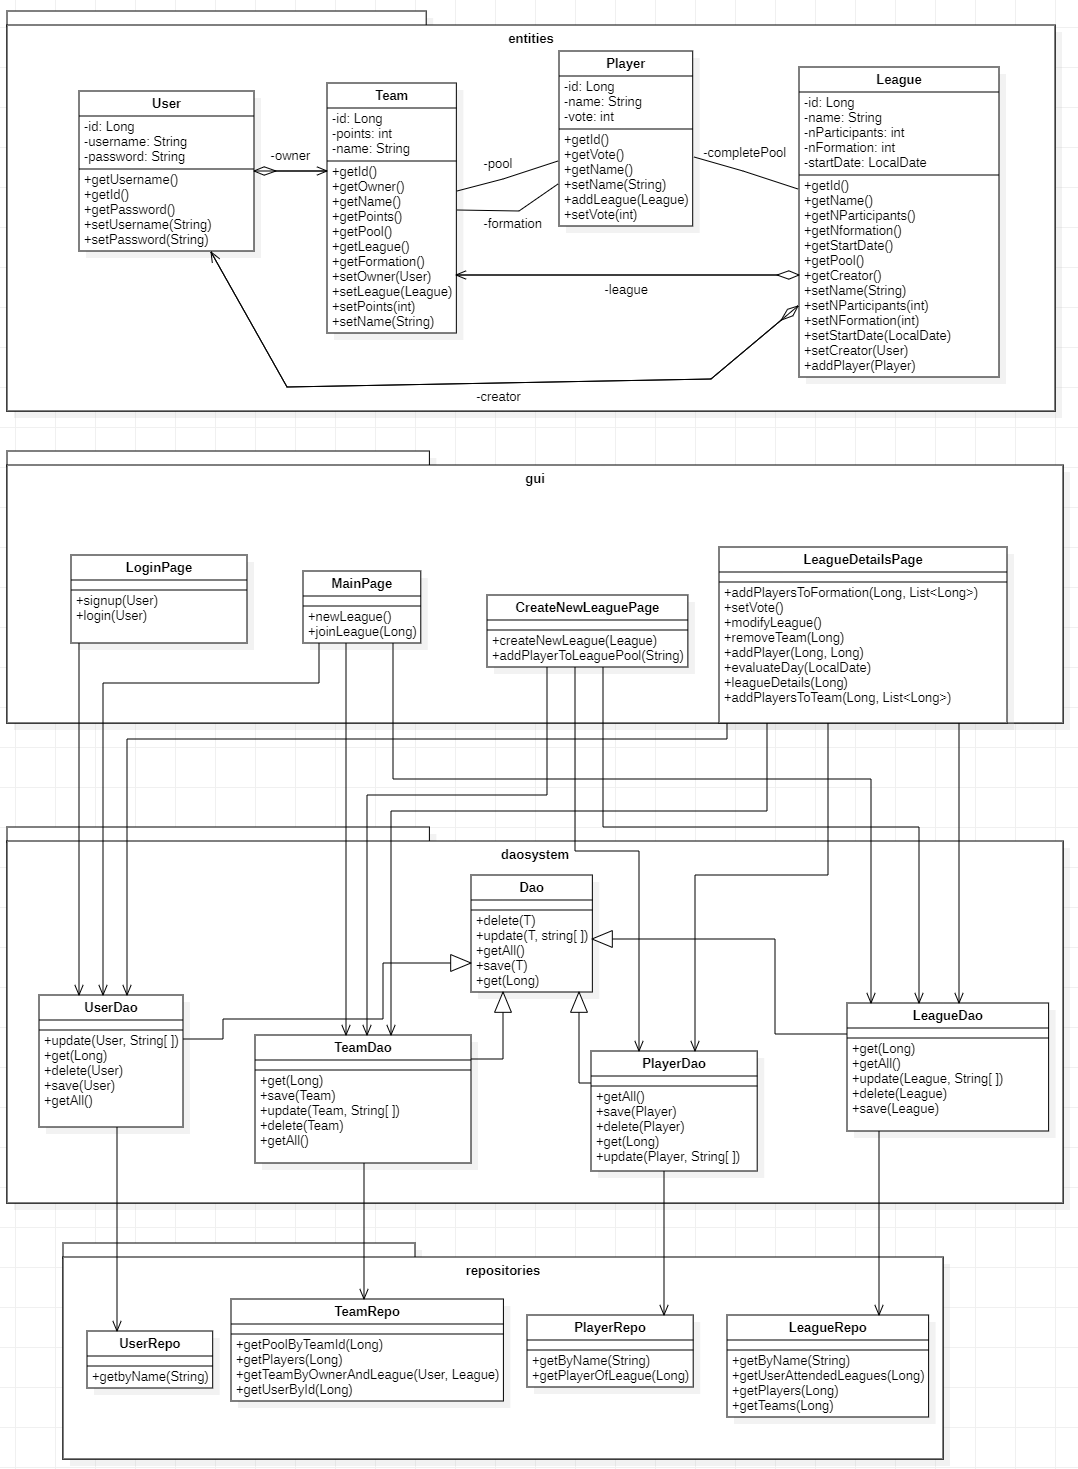 entities
User
-id: Long
-username: String
-password: String
+getUsername()
+getId()
+getPassword()
+setUsername(String)
+setPassword(String)
-owner
Team
-id: Long
-points: int
-name: String
+getId()
+getOwner()
+getName()
+getPoints()
+getPool()
+getLeague()
+getFormation()
+setOwner(User)
+setLeague(League)
+setPoints(int)
+setName(String)
-pool
-formation
Player
-id: Long
-name: String
-vote: int
+getId()
+getVote()
+getName()
+setName(String)
+addLeague(League)
+setVote(int)
-completePool
League
-id: Long
-name: String
-nParticipants: int
-nFormation: int
-startDate: LocalDate
+getId()
+getName()
+getNParticipants()
+getNformation()
+getStartDate()
+getPool()
+getCreator()
+setName(String)
+setNParticipants(int)
+setNFormation(int)
+setStartDate(LocalDate)
+setCreator(User)
+addPlayer(Player)
-league
-creator
gui
LoginPage
+signup(User)
+login(User)
MainPage
+newLeague()
+joinLeague(Long)
CreateNewLeaguePage
+createNewLeague(League)
+addPlayerToLeaguePool(String)
LeagueDetailsPage
+addPlayersToFormation(Long, List<Long>)
+setVote()
+modifyLeague()
+removeTeam(Long)
+addPlayer(Long, Long)
+evaluateDay(LocalDate)
+leagueDetails(Long)
+addPlayersToTeam(Long, List<Long>)
daosystem
Dao
+delete(T)
+update(T, string[ ])
+getAll()
+save(T)
+get(Long)
UserDao
+update(User, String[ ])
+get(Long)
+delete(User)
+save(User)
+getAll()
TeamDao
+get(Long)
+save(Team)
+update(Team, String[ ])
+delete(Team)
+getAll()
PlayerDao
+getAll()
+save(Player)
+delete(Player)
+get(Long)
+update(Player, String[ ])
LeagueDao
+get(Long)
+getAll()
+update(League, String[ ])
+delete(League)
+save(League)
repositories
UserRepo
+getbyName(String)
TeamRepo
+getPoolByTeamId(Long)
+getPlayers(Long)
+getTeamByOwnerAndLeague(User, League)
+getUserById(Long)
PlayerRepo
+getByName(String)
+getPlayerOfLeague(Long)
LeagueRepo
+getByName(String)
+getUserAttendedLeagues(Long)
+getPlayers(Long)
+getTeams(Long)